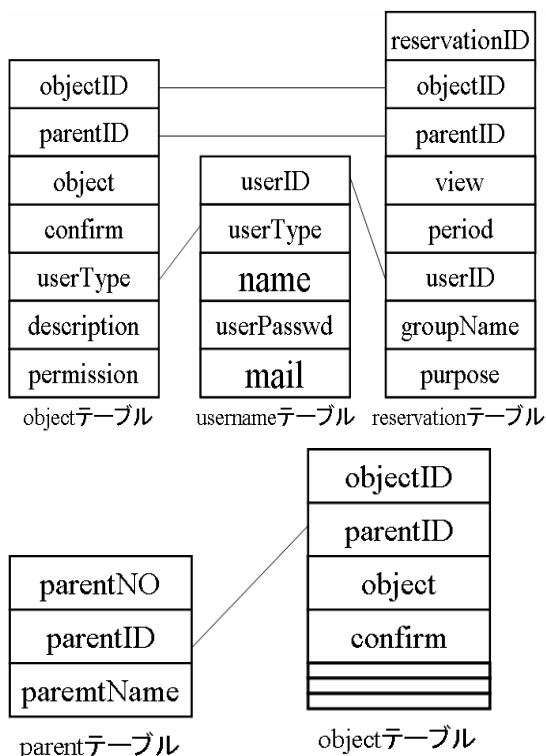 objectID
parentID
object
confirm
userType
description
permission
objectテーブル
userID
userType
name
userPasswd
mail
usernameテーブル
reservationID
objectID
parentID
view
period
userID
groupName
purpose
reservationテーブル
parentNO
parentID
paremtName
parentテーブル
objectID
parentID
object
confirm
objectテーブル